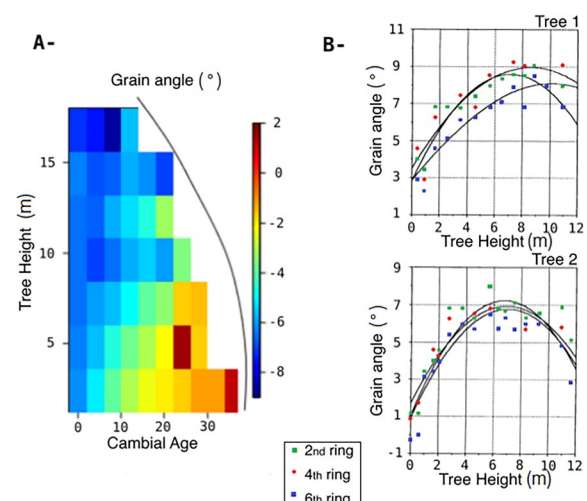 A-
Grain angle (°)
2
0
-2
-4
-6
-8
15
10
5
Tree Height (m)
0 10 20 30
Cambial Age
B-
Tree 1
11
9
7
5
3
1
Grain angle (°)
0 2 4 6 8 10 12
Tree Height (m)
Tree 2
9
7
5
3
1
-1
Grain angle (°)
0 2 4 6 8 10 12
Tree Height (m)
2nd ring
4th ring
6th ring